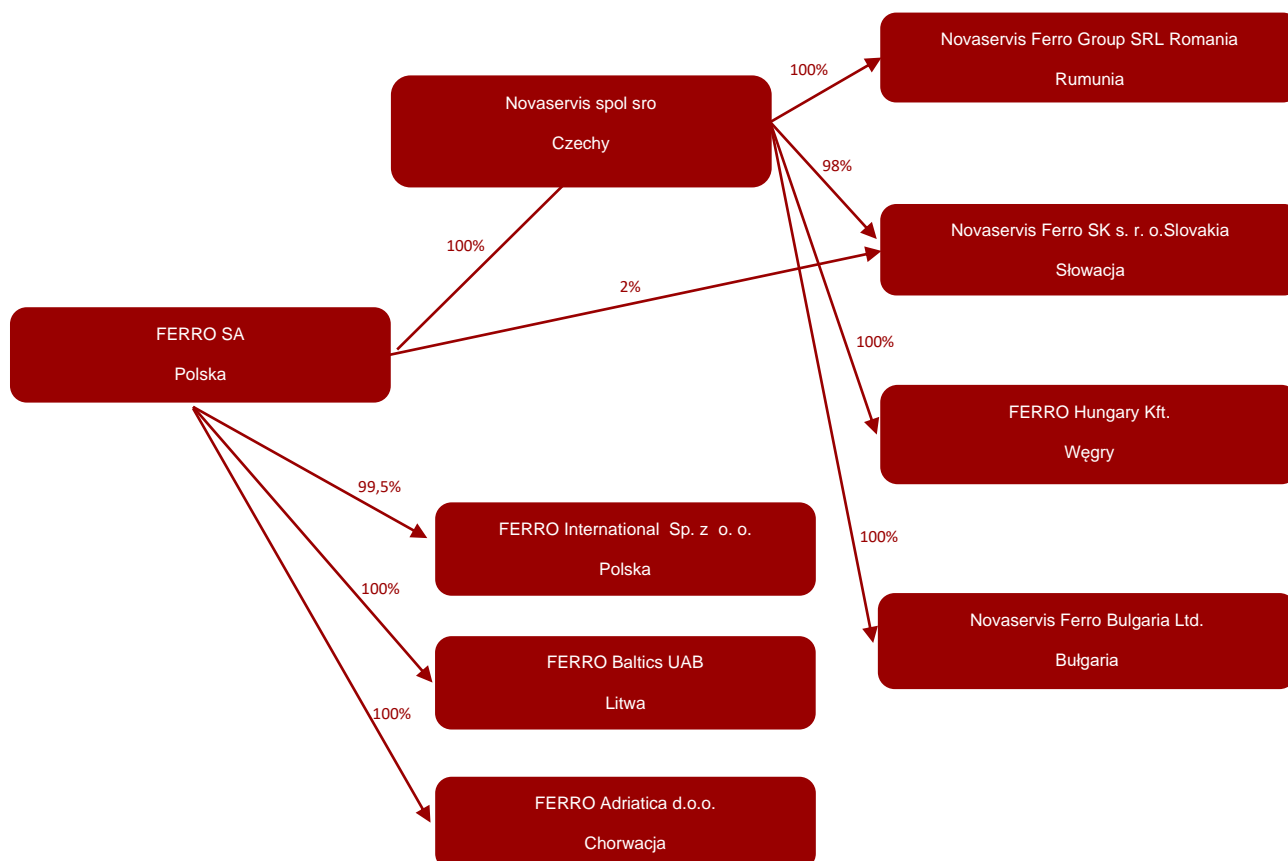 Novaservis Ferro Group SRL Romania
Rumunia
100%
Novaservis spol sro
Czechy
98%
Novaservis Ferro SK s. r. o.Slovakia
Słowacja
100%
2%
FERRO SA
Polska
100%
FERRO Hungary Kft.
Węgry
99,5%
FERRO International  Sp. z  o. o.
Polska
100%
Novaservis Ferro Bulgaria Ltd.
Bułgaria
100%
FERRO Baltics UAB
Litwa
100%
FERRO Adriatica d.o.o.
Chorwacja